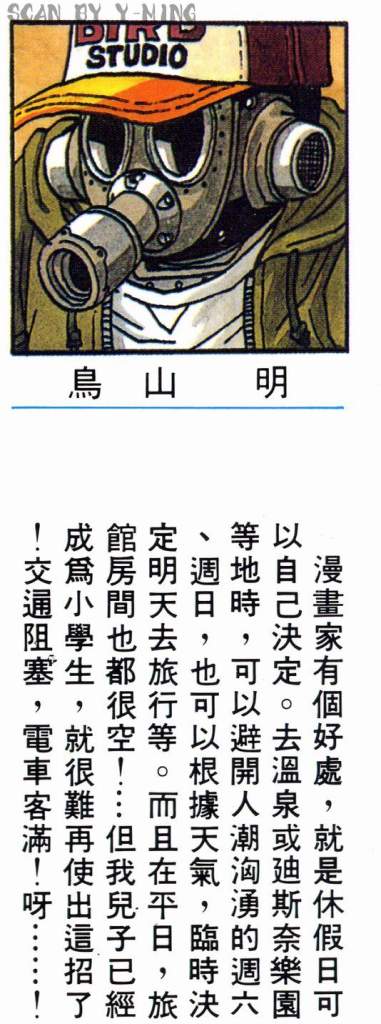 SCAN BY Y-NING
BIRD
STUDIO
鳥山明
漫畫家有個好處，就是休假日可
以自己決定。去溫泉或廸斯奈樂園
等地時，可以避開人潮洶湧的週六
、週日，也可以根據天氣，臨時決
定明天去旅行等。而且在平日，旅
館房間也都很空！…但我兒子已經
成爲小學生，就很難再使出這招了
！交通阻塞，電車客滿！呀……！